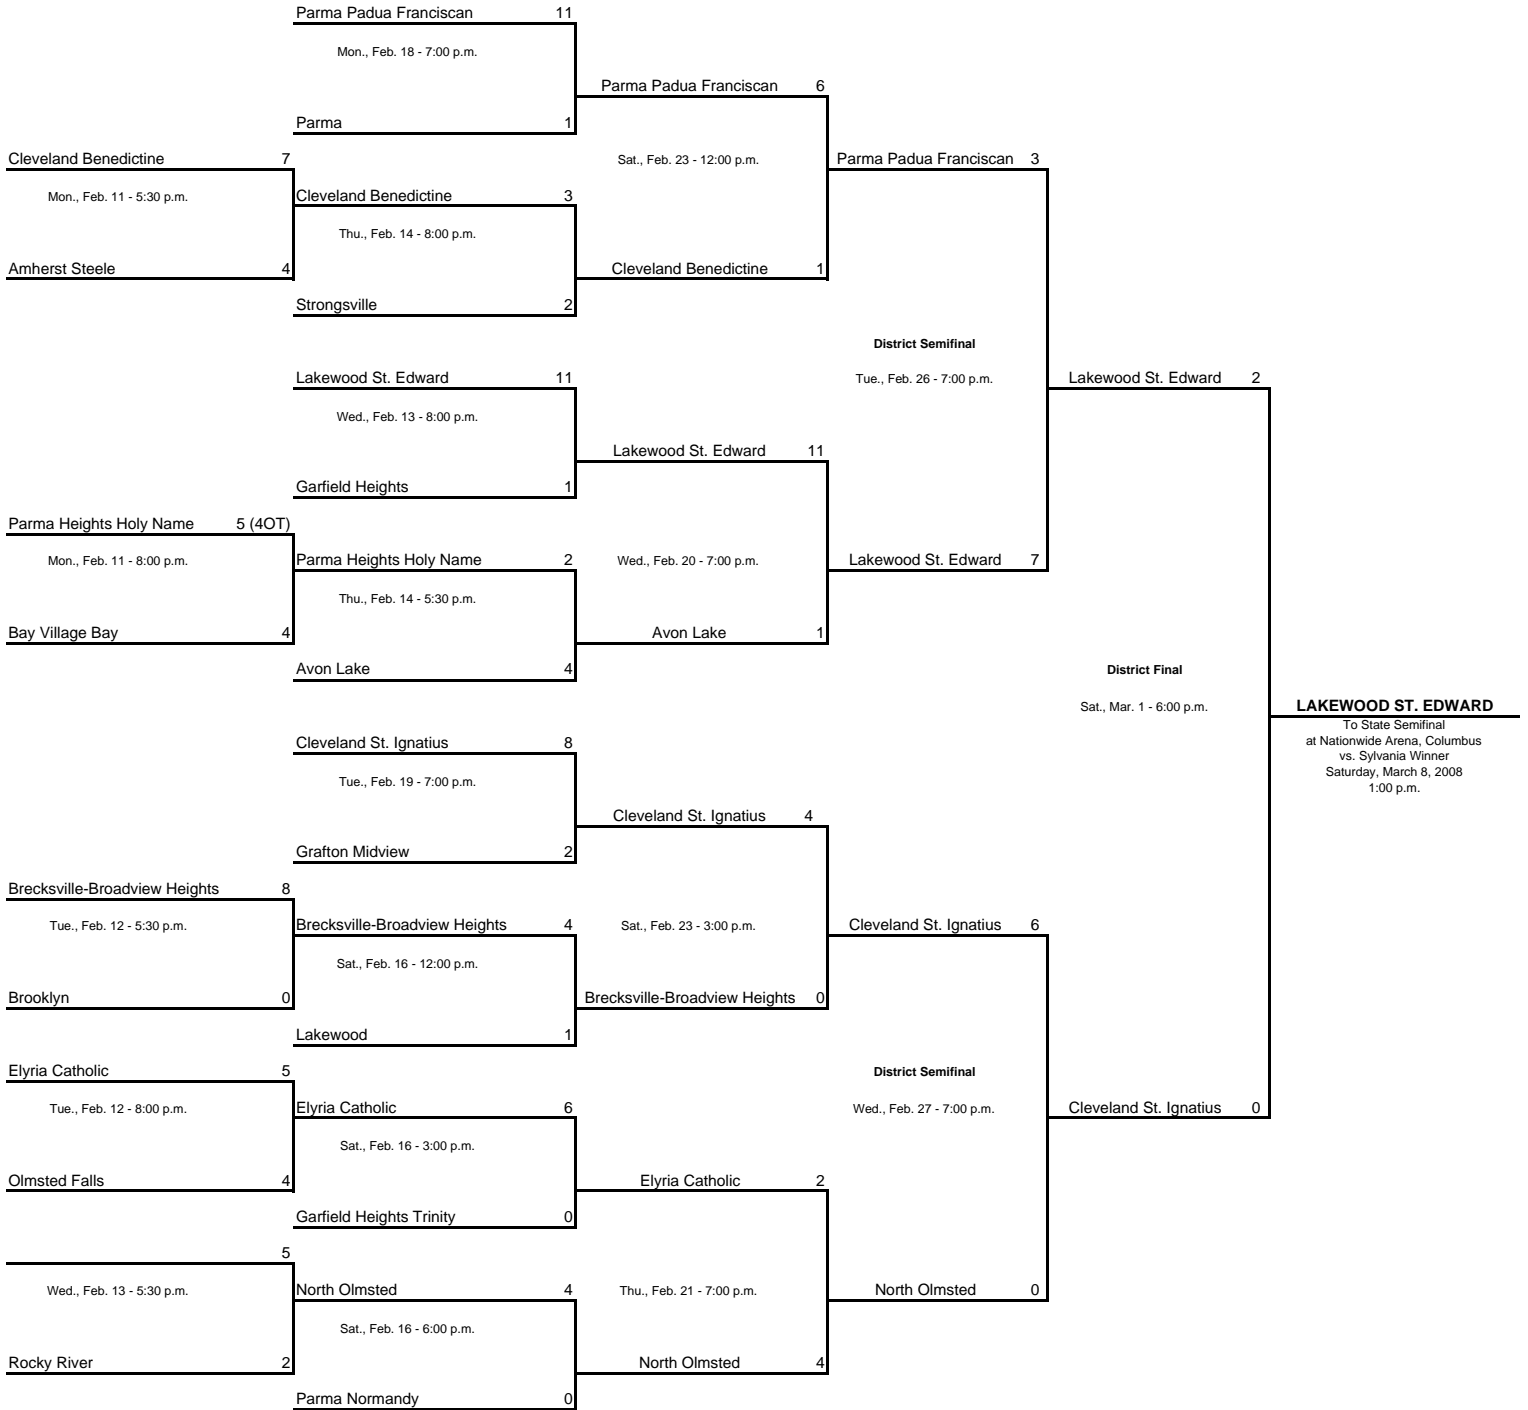 Parma Padua Franciscan 11
Mon., Feb. 18 - 7:00 p.m.
Parma Padua Franciscan 6
Parma 1
Cleveland Benedictine 7
Sat., Feb. 23 - 12:00 p.m.
Parma Padua Franciscan 3
Mon., Feb. 11 - 5:30 p.m.
Cleveland Benedictine 3
Thu., Feb. 14 - 8:00 p.m.
Amherst Steele 4
Cleveland Benedictine 1
Strongsville 2
District Semifinal
Lakewood St. Edward 11
Tue., Feb. 26 - 7:00 p.m.
Lakewood St. Edward 2
Wed., Feb. 13 - 8:00 p.m.
Lakewood St. Edward 11
Garfield Heights 1
Parma Heights Holy Name 5 (4OT)
Mon., Feb. 11 - 8:00 p.m.
Parma Heights Holy Name 2
Wed., Feb. 20 - 7:00 p.m.
Lakewood St. Edward 7
Thu., Feb. 14 - 5:30 p.m.
Bay Village Bay 4
Avon Lake 1
Avon Lake 4
District Final
Sat., Mar. 1 - 6:00 p.m.
LAKEWOOD ST. EDWARD
To State Semifinal
at Nationwide Arena, Columbus
vs. Sylvania Winner
Saturday, March 8, 2008
1:00 p.m.
Cleveland St. Ignatius 8
Tue., Feb. 19 - 7:00 p.m.
Cleveland St. Ignatius 4
Grafton Midview 2
Brecksville-Broadview Heights 8
Tue., Feb. 12 - 5:30 p.m.
Brecksville-Broadview Heights 4
Sat., Feb. 23 - 3:00 p.m.
Cleveland St. Ignatius 6
Sat., Feb. 16 - 12:00 p.m.
Brooklyn 0
Brecksville-Broadview Heights 0
Lakewood 1
Elyria Catholic 5
District Semifinal
Tue., Feb. 12 - 8:00 p.m.
Elyria Catholic 6
Wed., Feb. 27 - 7:00 p.m.
Cleveland St. Ignatius 0
Sat., Feb. 16 - 3:00 p.m.
Olmsted Falls 4
Elyria Catholic 2
Garfield Heights Trinity 0
5
Wed., Feb. 13 - 5:30 p.m.
North Olmsted 4
Thu., Feb. 21 - 7:00 p.m.
North Olmsted 0
Sat., Feb. 16 - 6:00 p.m.
Rocky River 2
North Olmsted 4
Parma Normandy 0